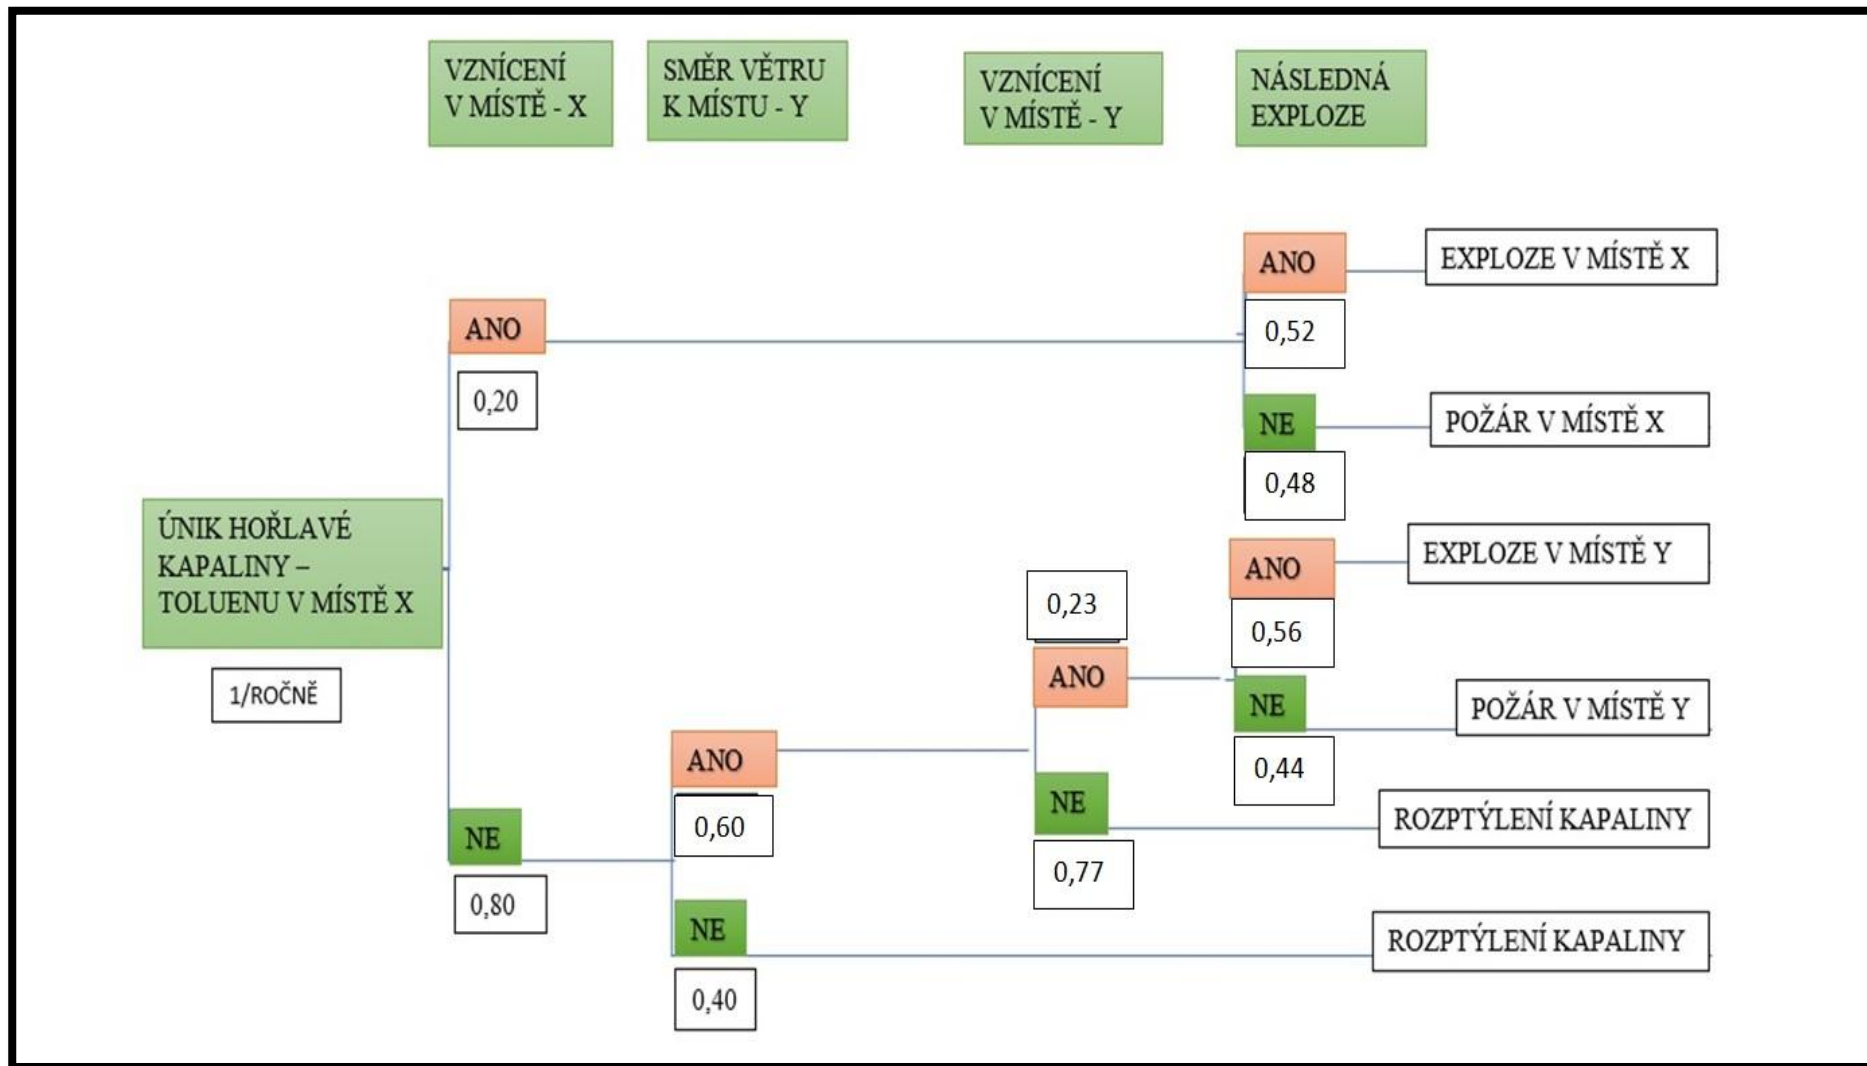 VZNÍCENÍ
V MÍSTĚ - X
SMĚR VĚTRU
K MÍSTU - Y
VZNÍCENÍ
V MÍSTĚ - Y
NÁSLEDNÁ
EXPLOZE
ANO
0,52
EXPLOZE V MÍSTĚ X
ANO
0,20
NE
0,48
POŽÁR V MÍSTĚ X
ÚNIK HOŘLAVÉ
KAPALINY –
TOLUENU V MÍSTĚ X
1/ROČNĚ
ANO
0,56
EXPLOZE V MÍSTĚ Y
0,23
ANO
NE
0,44
POŽÁR V MÍSTĚ Y
ANO
0,60
NE
0,77
ROZPTÝLENÍ KAPALINY
NE
0,80
NE
0,40
ROZPTÝLENÍ KAPALINY